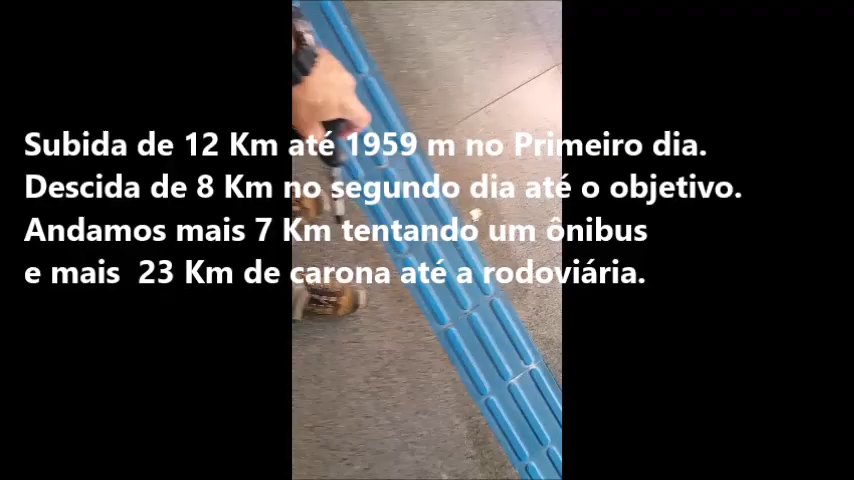 Subida de 12 Km até 1959 m no Primeiro dia.
Descida de 8 Km no segundo dia até o objetivo.
Andamos mais 7 Km tentando um ônibus
e mais 23 Km de carona até a rodoviária.